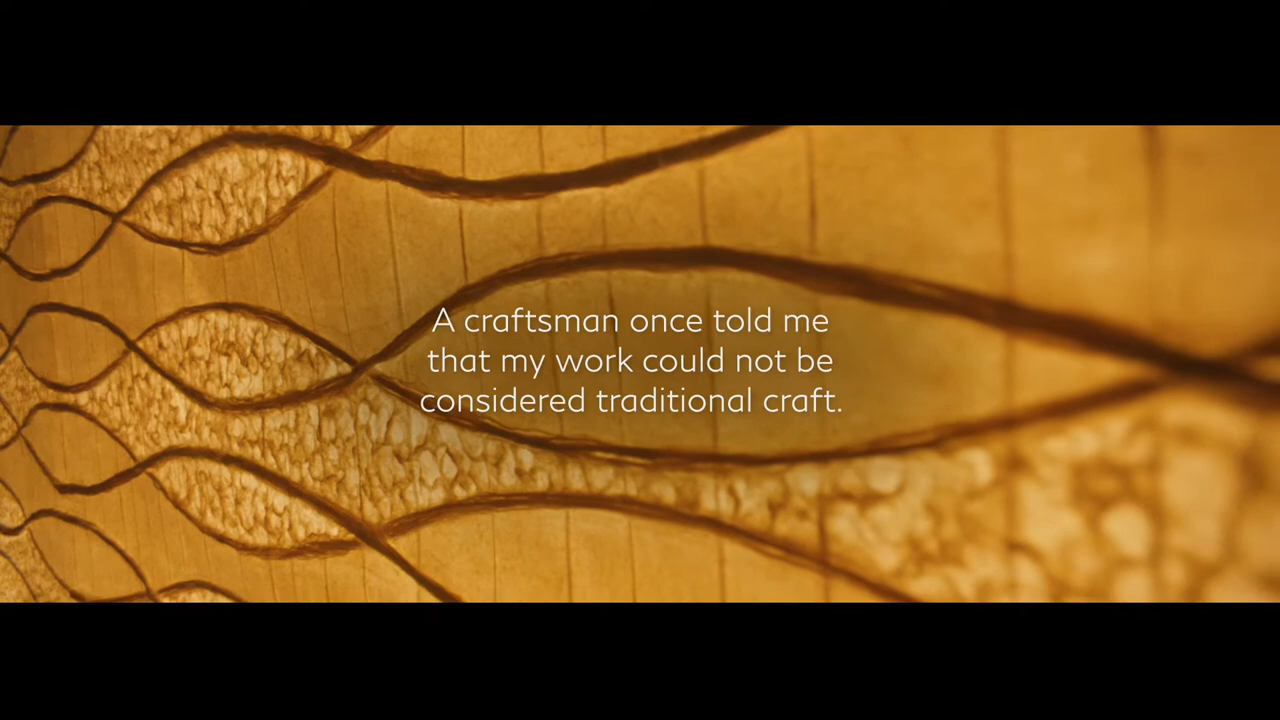 A craftsman once told me
that my work could not be
considered traditional craft.